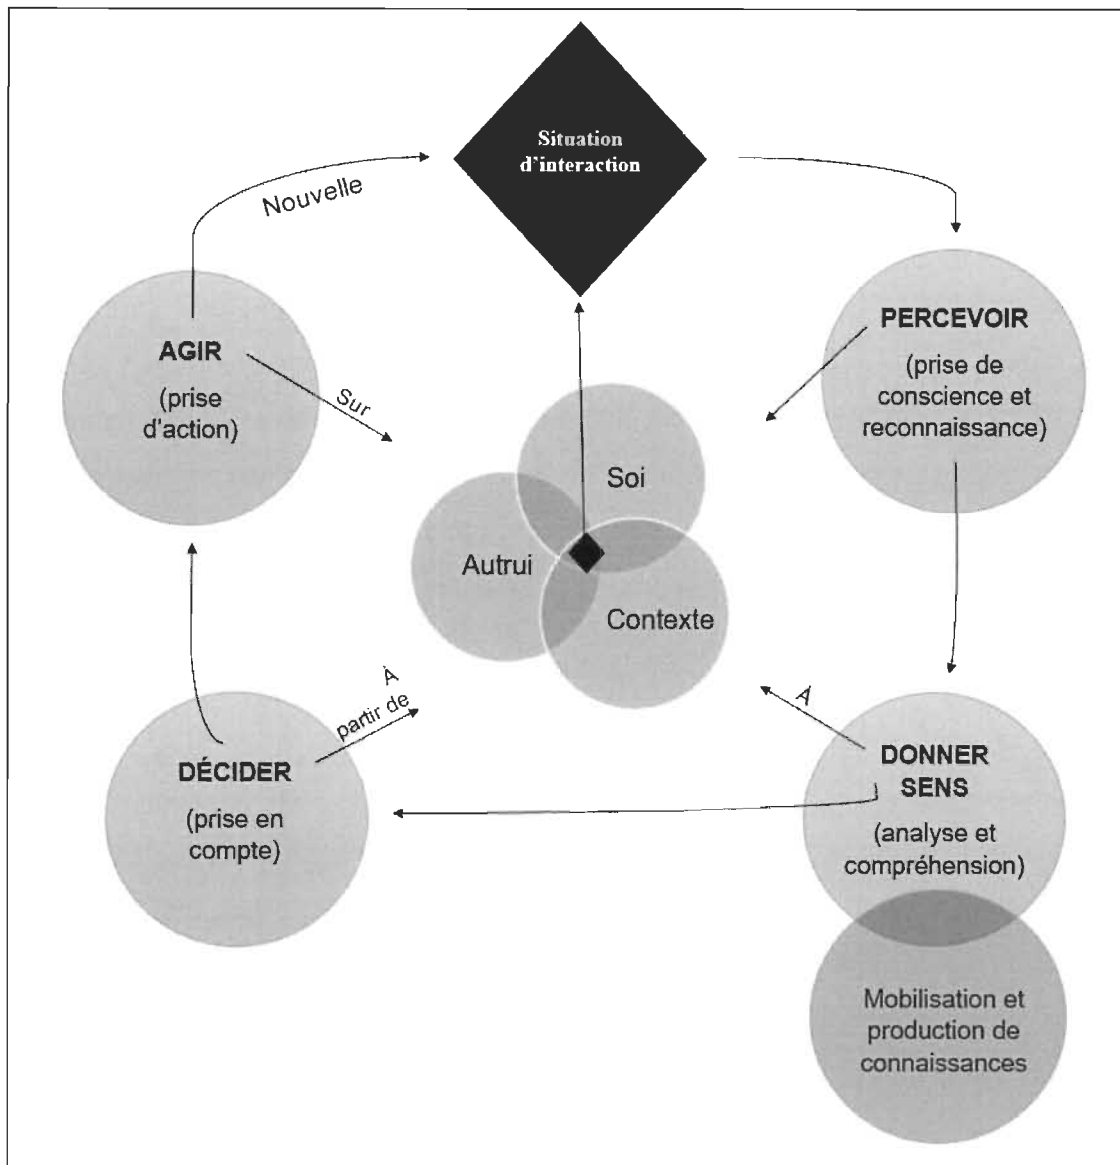 Situation
d'interaction
Nouvelle
PERCEVOIR
(prise de
conscience et
reconnaissance)
AGIR
(prise
d'action)
Sur
Soi
Autrui
Contexte
À
partir de
À
DONNER
SENS
(analyse et
compréhension)
DÉCIDER
(prise en
compte)
Mobilisation et
production de
connaissances